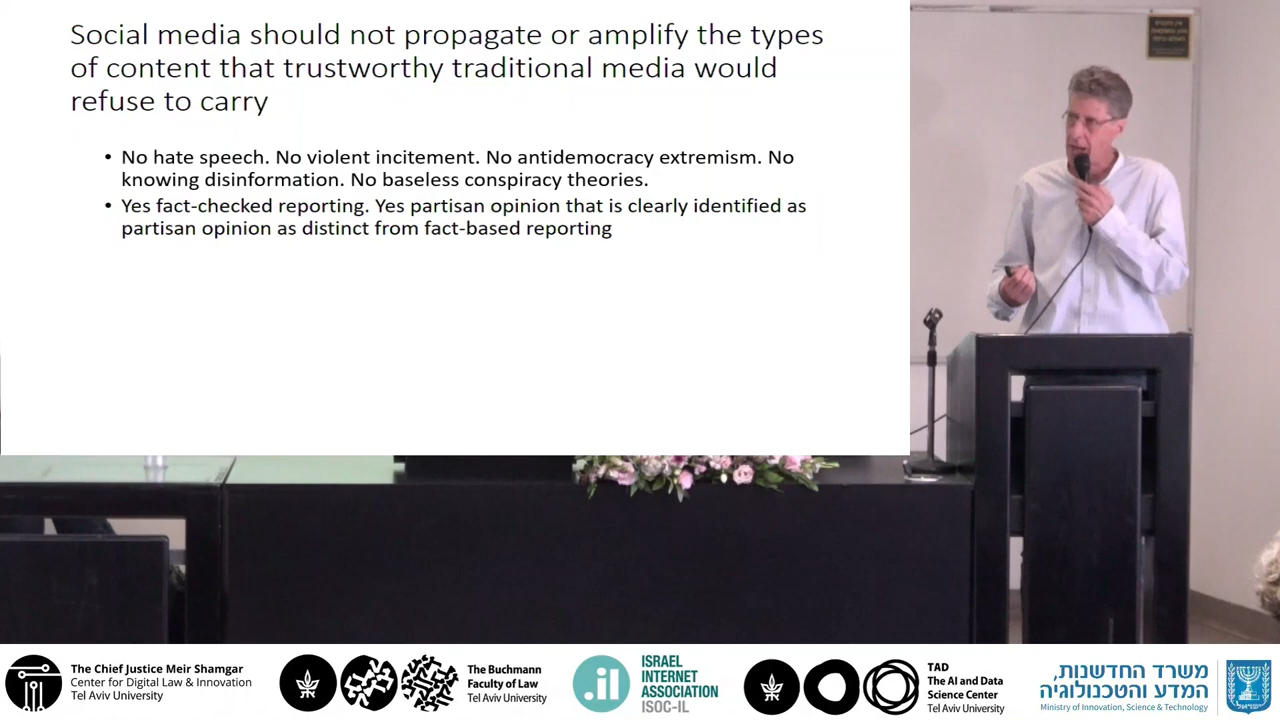 Social media should not propagate or amplify the types
of content that trustworthy traditional media would
refuse to carry
• No hate speech. No violent incitement. No antidemocracy extremism. No
knowing disinformation. No baseless conspiracy theories.
• Yes fact-checked reporting. Yes partisan opinion that is clearly identified as
partisan opinion as distinct from fact-based reporting
The Chief Justice Meir Shamgar
Center for Digital Law & Innovation
Tel Aviv University
The Buchmann
Faculty of Law
Tel Aviv University
.il
ISRAEL
INTERNET
ASSOCIATION
ISOC-IL
TAD
The AI and Data
Science Center
Tel Aviv University
משרד החדשנות,
המדע והטכנולוגיה
Ministry of Innovation, Science & Technology